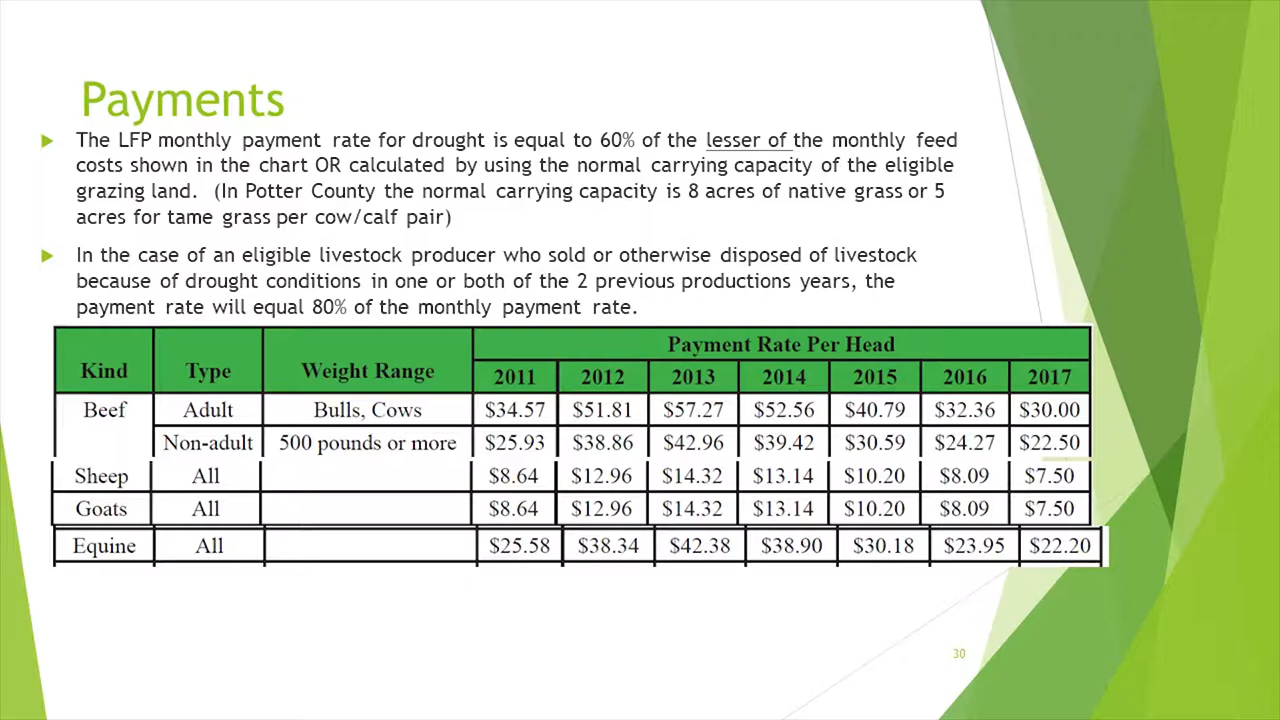 Payments
The LFP monthly payment rate for drought is equal to 60% of the lesser of the monthly feed
costs shown in the chart OR calculated by using the normal carrying capacity of the eligible
grazing land. (In Potter County the normal carrying capacity is 8 acres of native grass or 5
acres for tame grass per cow/calf pair)
In the case of an eligible livestock producer who sold or otherwise disposed of livestock
because of drought conditions in one or both of the 2 previous productions years, the
payment rate will equal 80% of the monthly payment rate.
Kind Type Weight Range Payment Rate Per Head
2011 2012 2013 2014 2015 2016 2017
Beef Adult Bulls, Cows $34.57 $51.81 $57.27 $52.56 $40.79 $32.36 $30.00
Non-adult 500 pounds or more $25.93 $38.86 $42.96 $39.42 $30.59 $24.27 $22.50
Sheep All $8.64 $12.96 $14.32 $13.14 $10.20 $8.09 $7.50
Goats All $8.64 $12.96 $14.32 $13.14 $10.20 $8.09 $7.50
Equine All $25.58 $38.34 $42.38 $38.90 $30.18 $23.95 $22.20
30